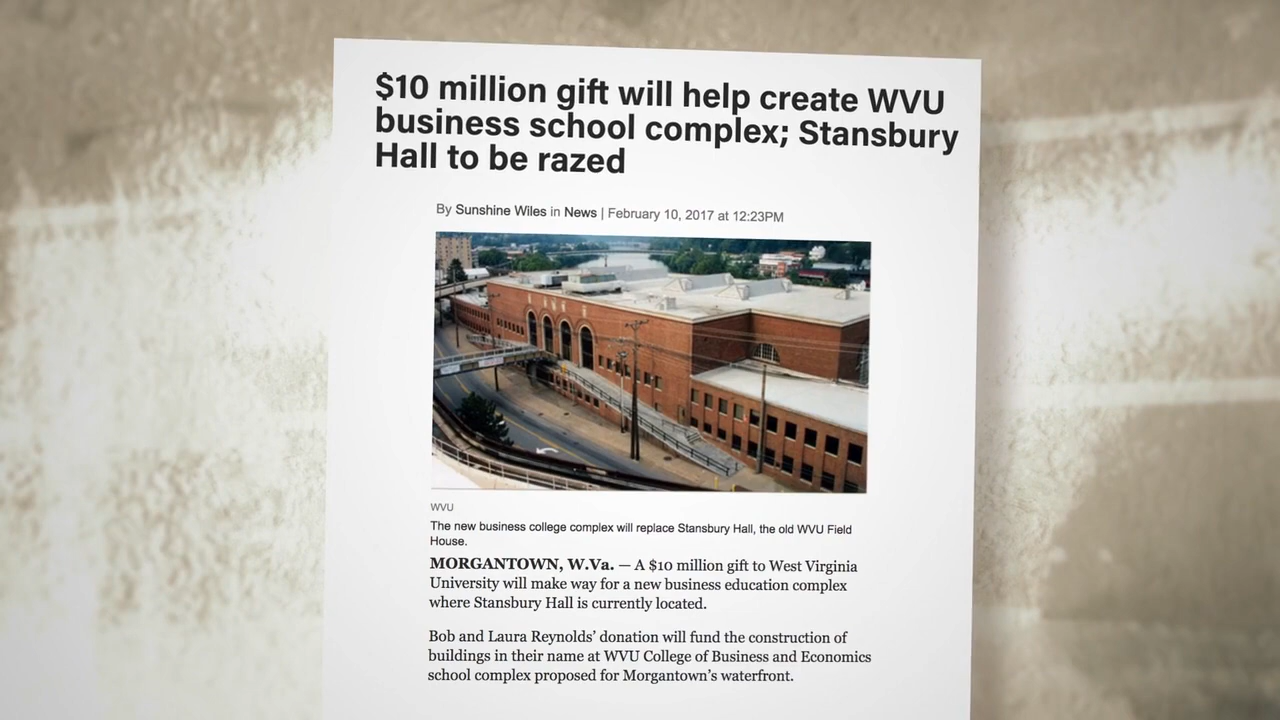 $10 million gift will help create WVU
business school complex; Stansbury
Hall to be razed
By Sunshine Wiles in News | February 10, 2017 at 12:23PM
WVU
The new business college complex will replace Stansbury Hall, the old WVU Field
House.
MORGANTOWN, W.Va. — A $10 million gift to West Virginia
University will make way for a new business education complex
where Stansbury Hall is currently located.
Bob and Laura Reynolds’ donation will fund the construction of
buildings in their name at WVU College of Business and Economics
school complex proposed for Morgantown’s waterfront.